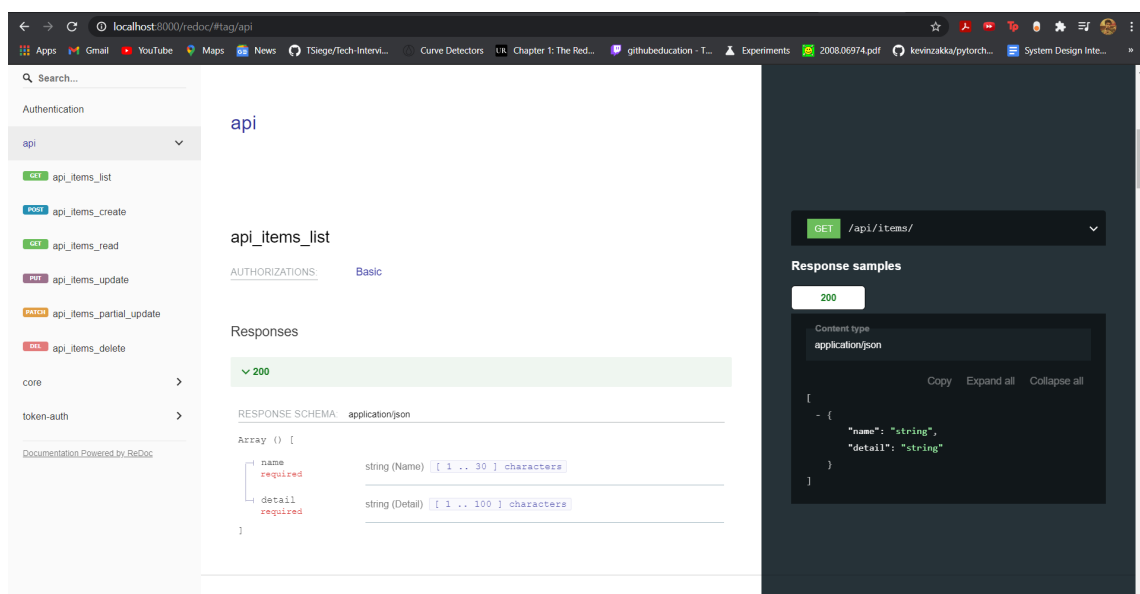 localhost:8000/redoc/#tag/api
Apps Gmail YouTube Maps News TSiege/Tech-Intervi... Curve Detectors UR Chapter 1: The Red... githubeducation - T... Experiments 2008.06974.pdf kevinzakka/pytorch... System Design Inte... »
Search...
Authentication
api
GET api_items_list
POST api_items_create
GET api_items_read
PUT api_items_update
PATCH api_items_partial_update
DEL api_items_delete
core
token-auth
Documentation Powered by ReDoc
api
api_items_list
AUTHORIZATIONS: Basic
Responses
200
RESPONSE SCHEMA: application/json
Array () [
name string (Name) [ 1 .. 30 ] characters
required
detail string (Detail) [ 1 .. 100 ] characters
required
]
GET /api/items/
Response samples
200
Content type
application/json
Copy Expand all Collapse all
[
- {
"name": "string",
"detail": "string"
}
]